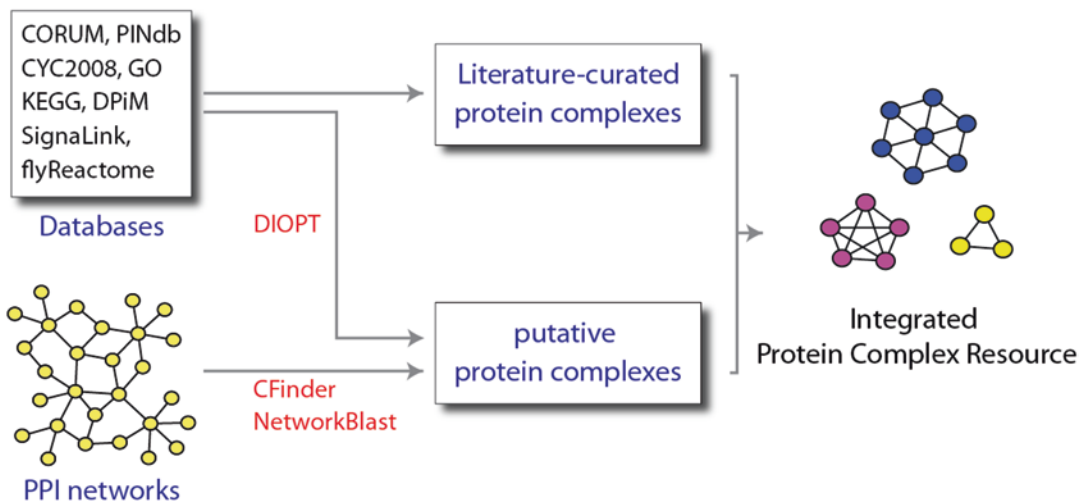 CORUM, PINdb
CYC2008, GO
KEGG, DPiM
SignaLink,
flyReactome
Databases
Literature-curated
protein complexes
DIOPT
putative
protein complexes
CFinder
NetworkBlast
PPI networks
Integrated
Protein Complex Resource